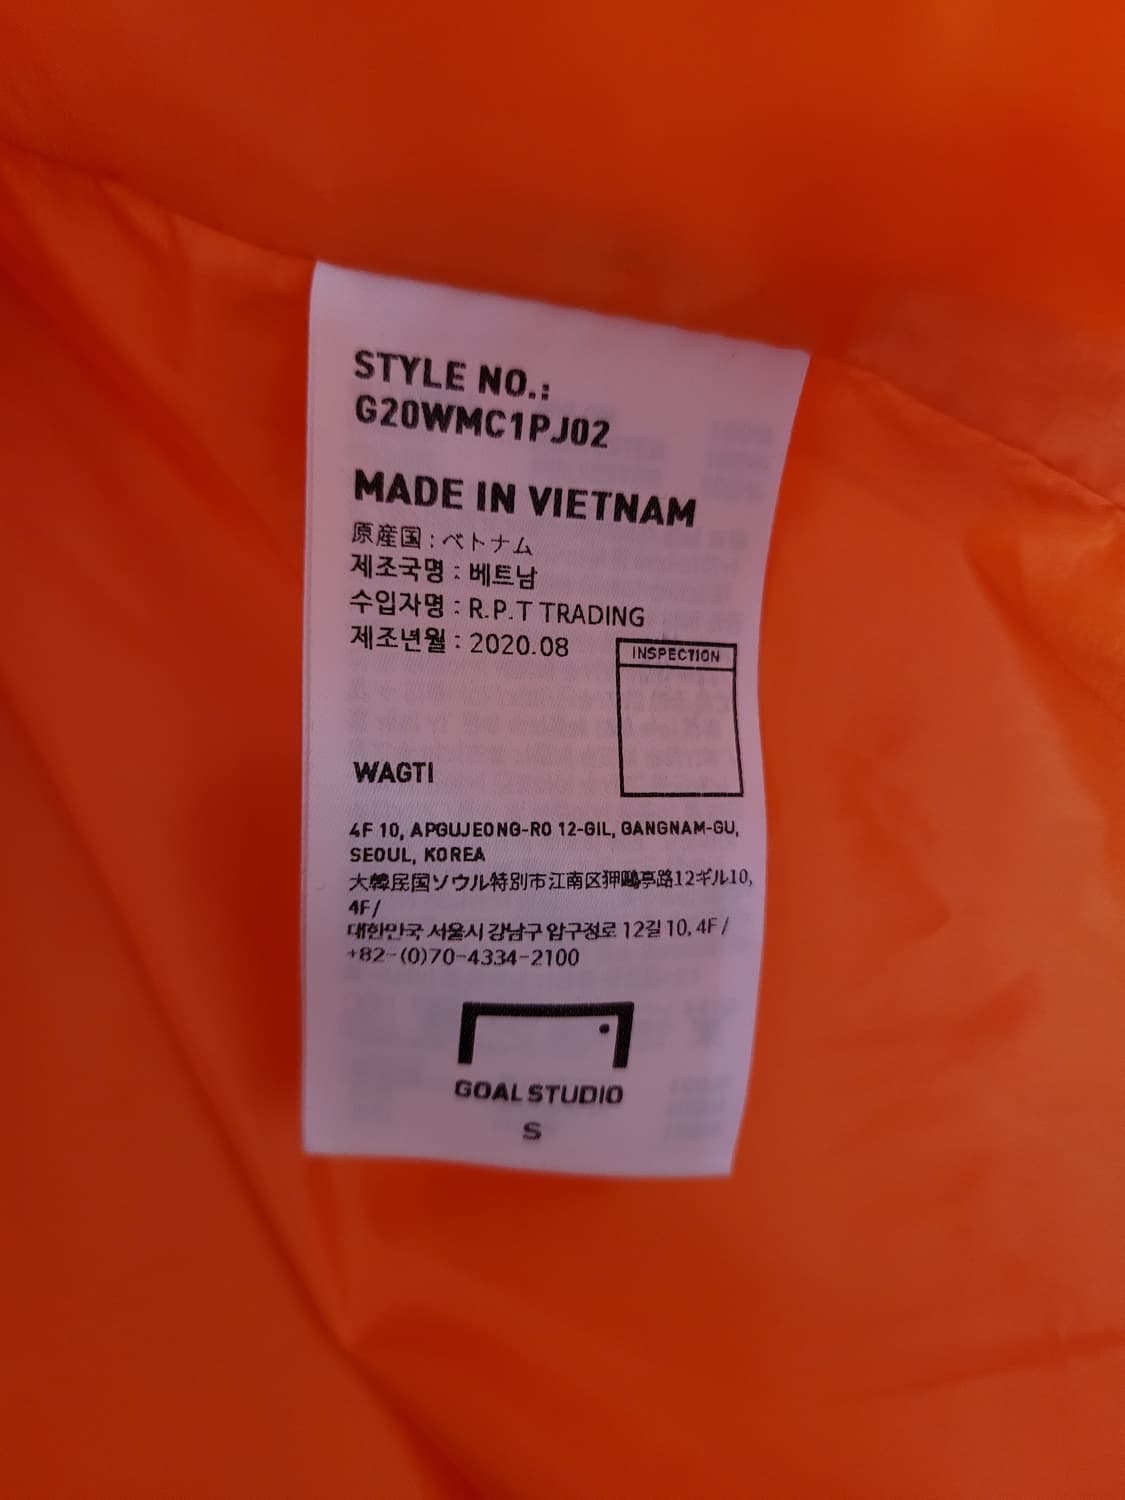 STYLE NO.:
G20WMC1PJ02
MADE IN VIETNAM
原産国 : ベトナム
제조국명 : 베트남
수입자명 : R.P.T TRADING
제조년월 : 2020.08
INSPECTION
WAGTI
4F 10, APGUJEONG-RO 12-GIL, GANGNAM-GU,
SEOUL, KOREA
大韓民国ソウル特別市江南区狎鷗亭路12ギル10,
4F/
대한민국 서울시 강남구 압구정로 12길 10, 4F /
+82-(0)70-4334-2100
GOAL STUDIO
S